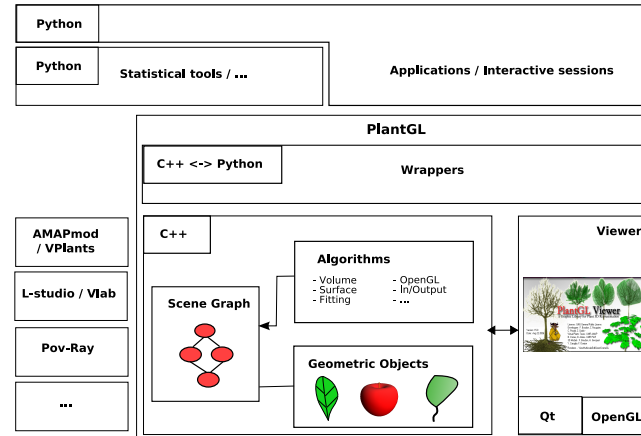 Python
Python
Statistical tools / ...
Applications / Interactive sessions
PlantGL
C++ <-> Python
Wrappers
AMAPmod
/ VPlants
L-studio / Vlab
Pov-Ray
...
C++
Algorithms
- Volume
- Surface
- Fitting
- OpenGL
- In/Output
- ...
Scene Graph
Geometric Objects
Viewer
PlantGL Viewer
Qt
OpenGL